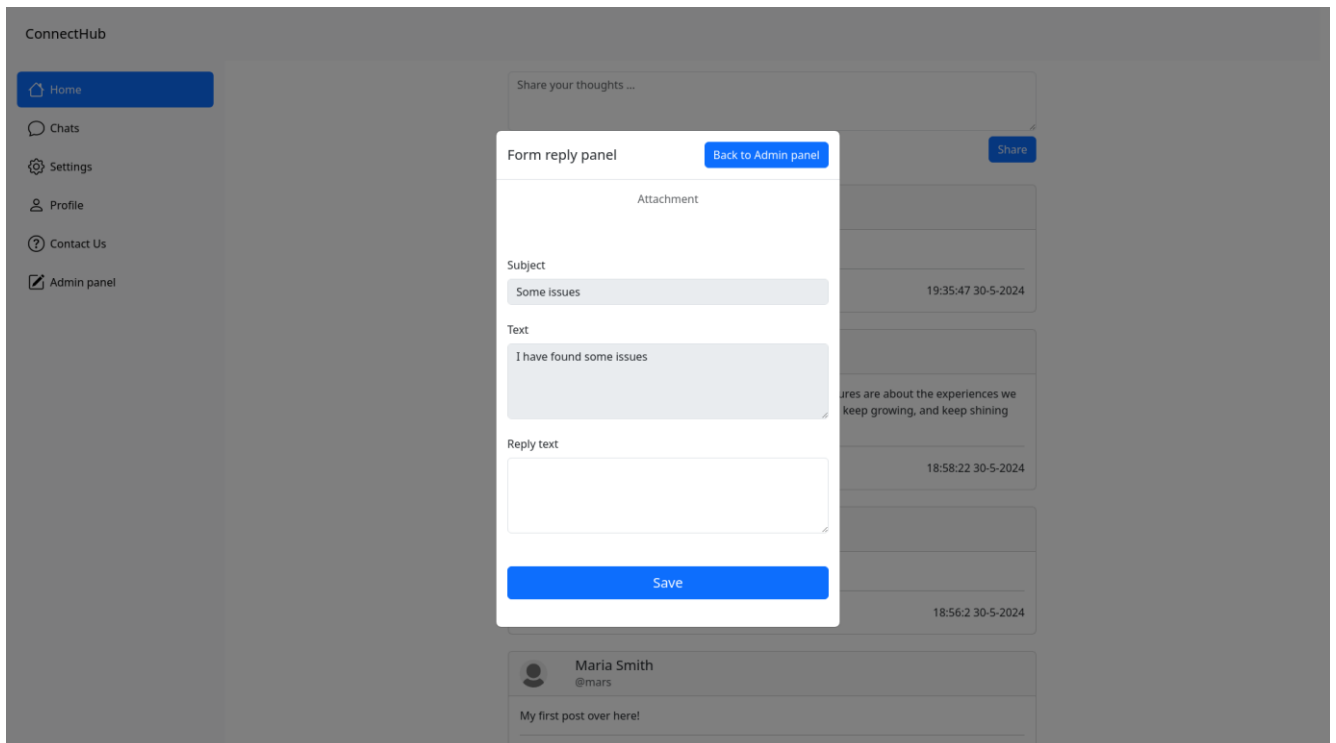 ConnectHub
Home
Chats
Settings
Profile
Contact Us
Admin panel
Share your thoughts ...
Share
Form reply panel
Back to Admin panel
Attachment
Subject
Some issues
Text
I have found some issues
Reply text
Save
19:35:47 30-5-2024
ures are about the experiences we
keep growing, and keep shining
18:58:22 30-5-2024
18:56:2 30-5-2024
Maria Smith
@mars
My first post over here!